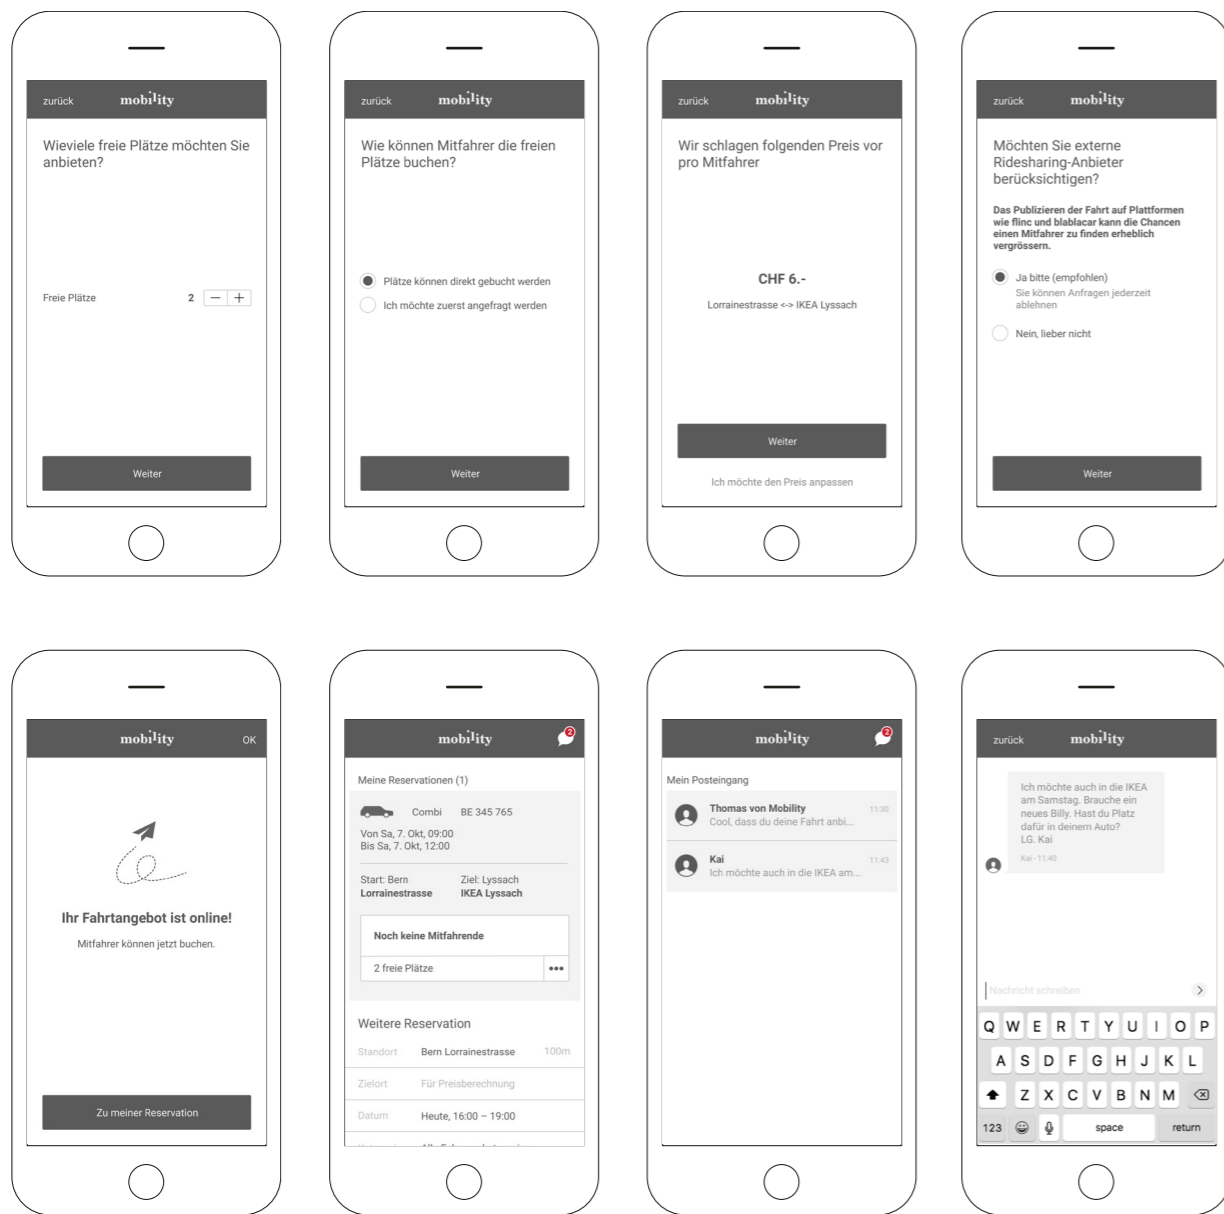 zurück
mobility
Wieviele freie Plätze möchten Sie
anbieten?
Freie Plätze 2 — +
Weiter
zurück
mobility
Wie können Mitfahrer die freien
Plätze buchen?
Plätze können direkt gebucht werden
Ich möchte zuerst angefragt werden
Weiter
zurück
mobility
Wir schlagen folgenden Preis vor
pro Mitfahrer
CHF 6.-
Lorrainestrasse <-> IKEA Lyssach
Weiter
Ich möchte den Preis anpassen
zurück
mobility
Möchten Sie externe
Ridesharing-Anbieter
berücksichtigen?
Das Publizieren der Fahrt auf Plattformen
wie flinc und blablacar kann die Chancen
einen Mitfahrer zu finden erheblich
vergrössern.
Ja bitte (empfohlen)
Sie können Anfragen jederzeit
ablehnen
Nein, lieber nicht
Weiter
mobility
OK
Ihr Fahrtangebot ist online!
Mitfahrer können jetzt buchen.
Zu meiner Reservation
mobility
2
Meine Reservationen (1)
Combi BE 345 765
Von Sa, 7. Okt, 09:00
Bis Sa, 7. Okt, 12:00
Start: Bern Ziel: Lyssach
Lorrainestrasse IKEA Lyssach
Noch keine Mitfahrende
2 freie Plätze •••
Weitere Reservation
Standort Bern Lorrainestrasse 100m
Zielort Für Preisberechnung
Datum Heute, 16:00 – 19:00
mobility
2
Mein Posteingang
Thomas von Mobility 11:30
Cool, dass du deine Fahrt anbi...
Kai 11:43
Ich möchte auch in die IKEA am...
zurück
mobility
Ich möchte auch in die IKEA
am Samstag. Brauche ein
neues Billy. Hast du Platz
dafür in deinem Auto?
LG. Kai
Kai - 11:40
Nachricht schreiben
Q W E R T Y U I O P
A S D F G H J K L
Z X C V B N M
123 space return